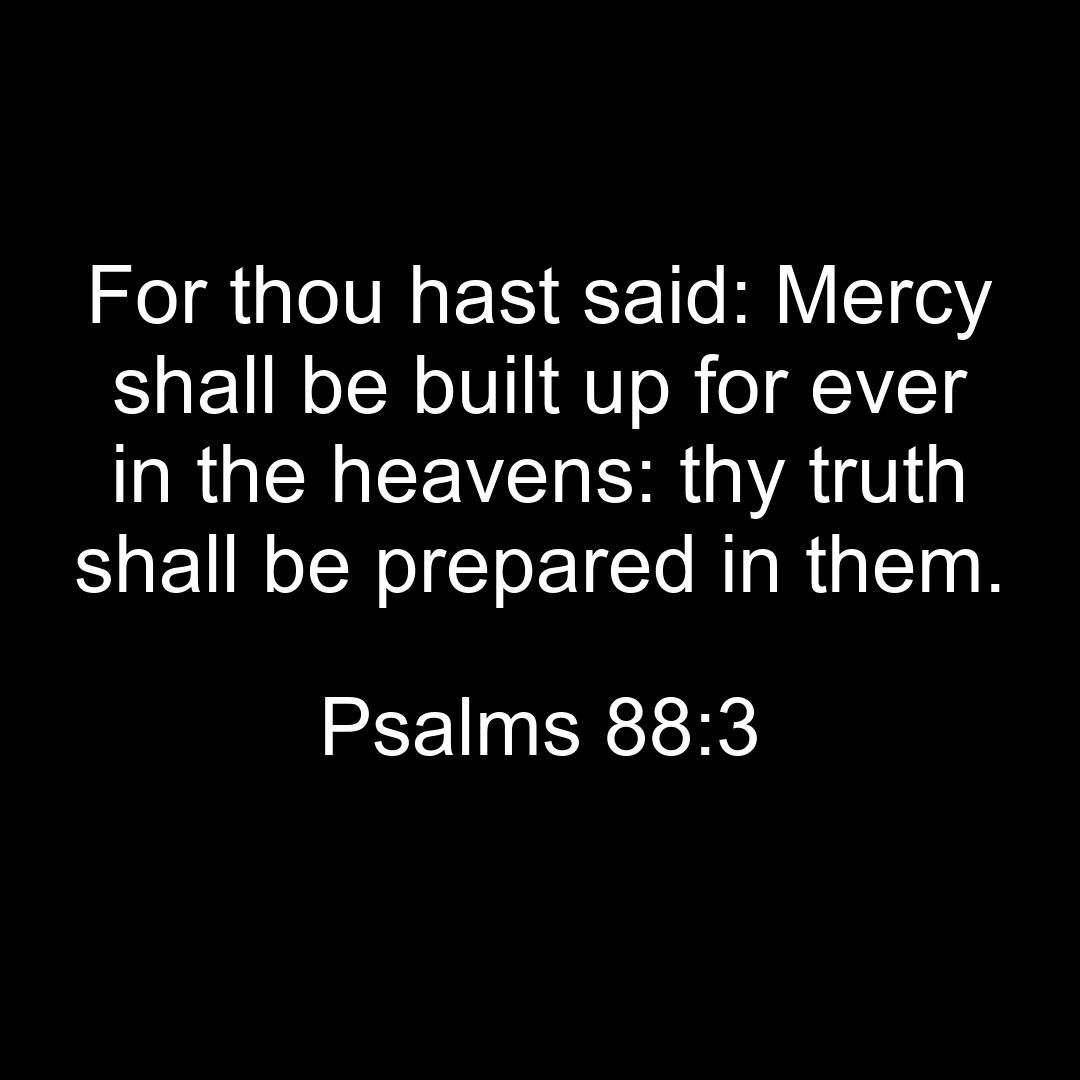 For thou hast said: Mercy
shall be built up for ever
in the heavens: thy truth
shall be prepared in them.
Psalms 88:3